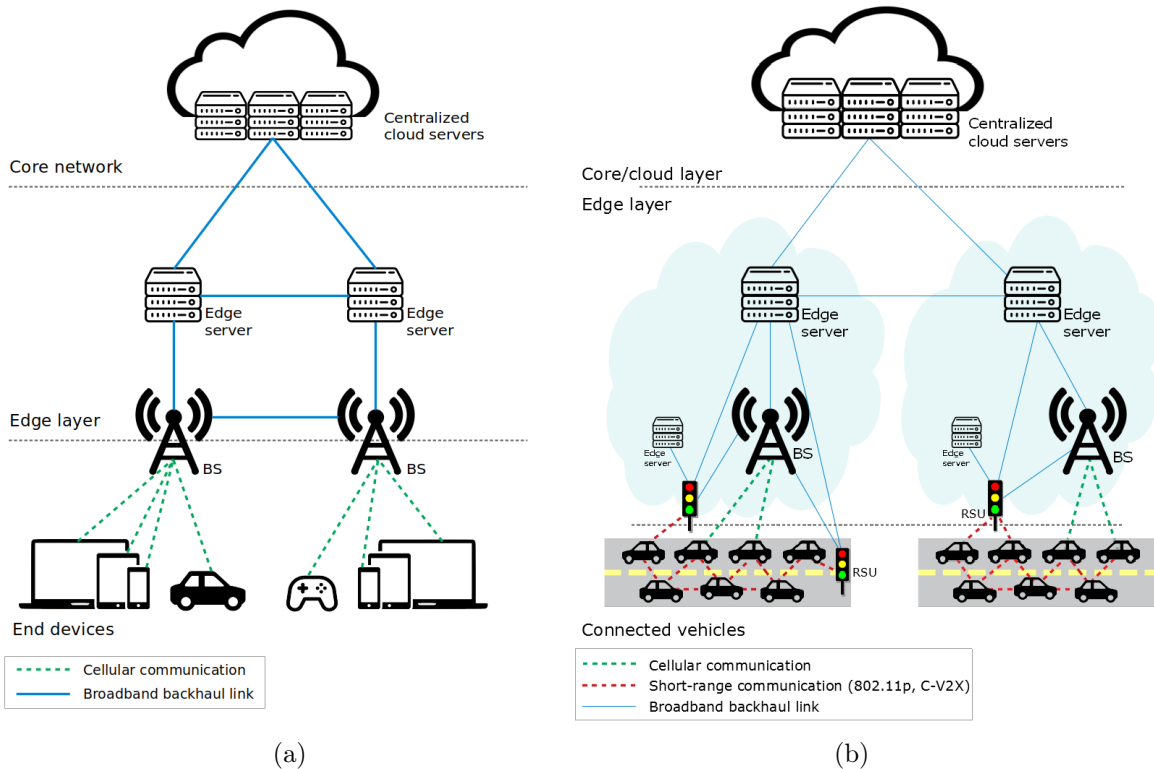 Centralized
cloud servers
Core network
Edge
server
Edge
server
Edge layer
BS
BS
End devices
Cellular communication
Broadband backhaul link
(a)
Centralized
cloud servers
Core/cloud layer
Edge layer
Edge
server
Edge
server
Edge
server
BS
Edge
server
BS
RSU
RSU
Connected vehicles
Cellular communication
Short-range communication (802.11p, C-V2X)
Broadband backhaul link
(b)